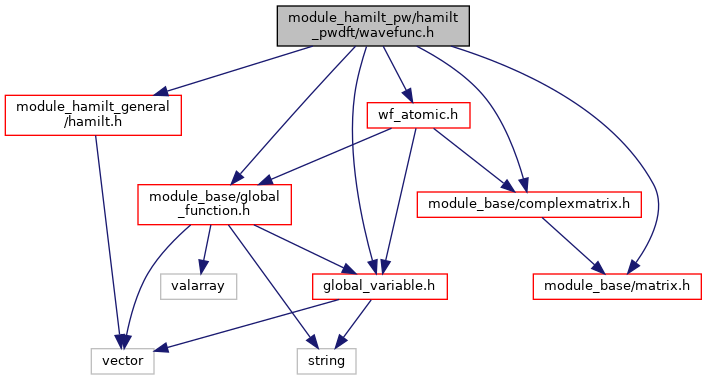 module_hamilt_pw/hamilt
_pwdft/wavefunc.h
module_hamilt_general
/hamilt.h
wf_atomic.h
module_base/global
_function.h
module_base/complexmatrix.h
valarray
global_variable.h
module_base/matrix.h
vector
string